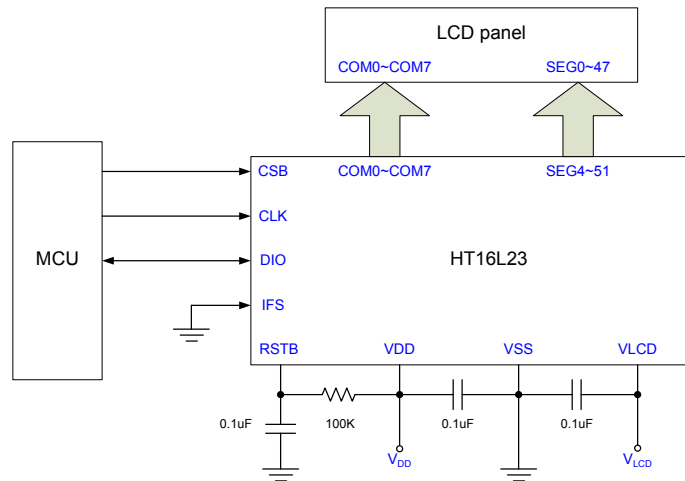 LCD panel
COM0~COM7 SEG0~47
CSB COM0~COM7 SEG4~51
CLK
MCU DIO HT16L23
IFS
RSTB VDD VSS VLCD
0.1uF 100K 0.1uF 0.1uF
VDD VLCD